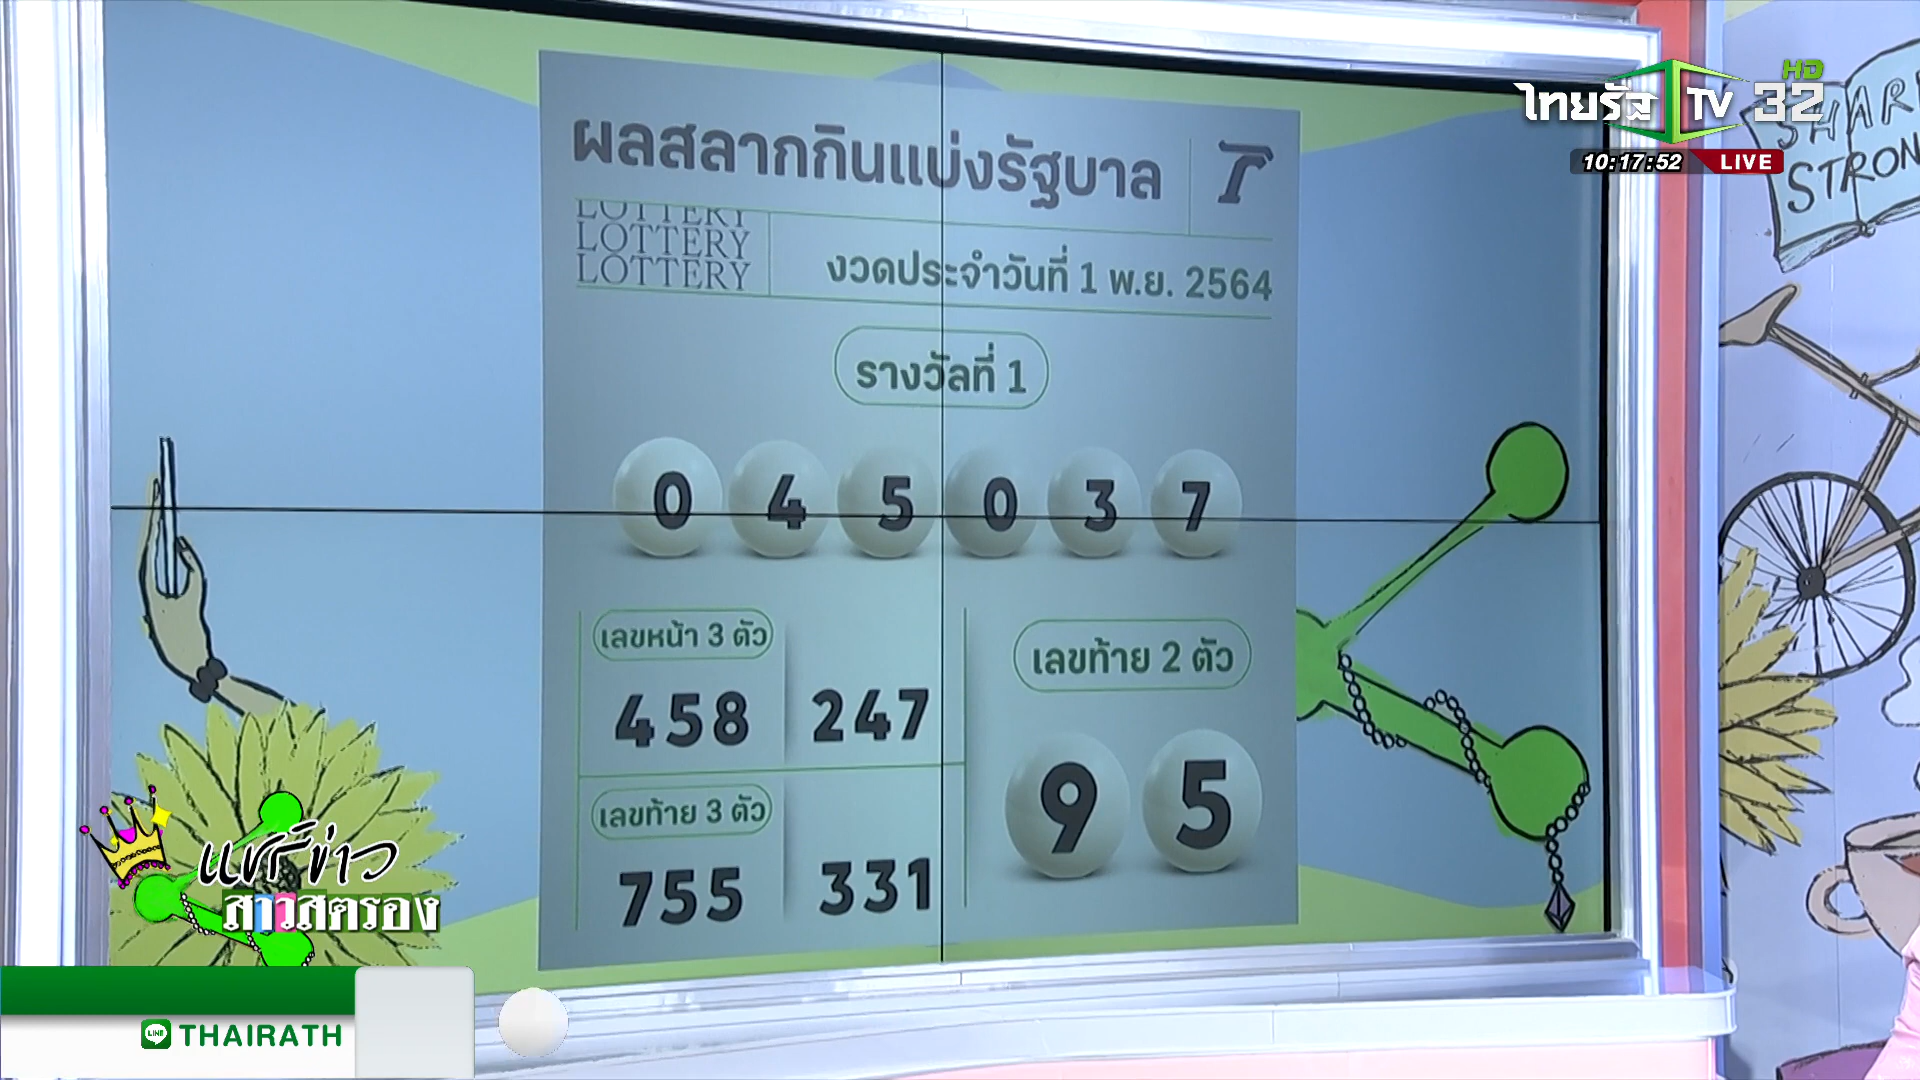 ผลสลากกินแบ่งรัฐบาล
LOTTERY
LOTTERY
LOTTERY
งวดประจำวันที่ 1 พ.ย. 2564
รางวัลที่ 1
0 4 5 0 3 7
เลขหน้า 3 ตัว
458 247
เลขท้าย 3 ตัว
755 331
เลขท้าย 2 ตัว
9 5
ไทยรัฐ TV 32 HD
10:17:52 LIVE
STRON
แชร์ข่าว
สาวสตรอง
LINE THAIRATH